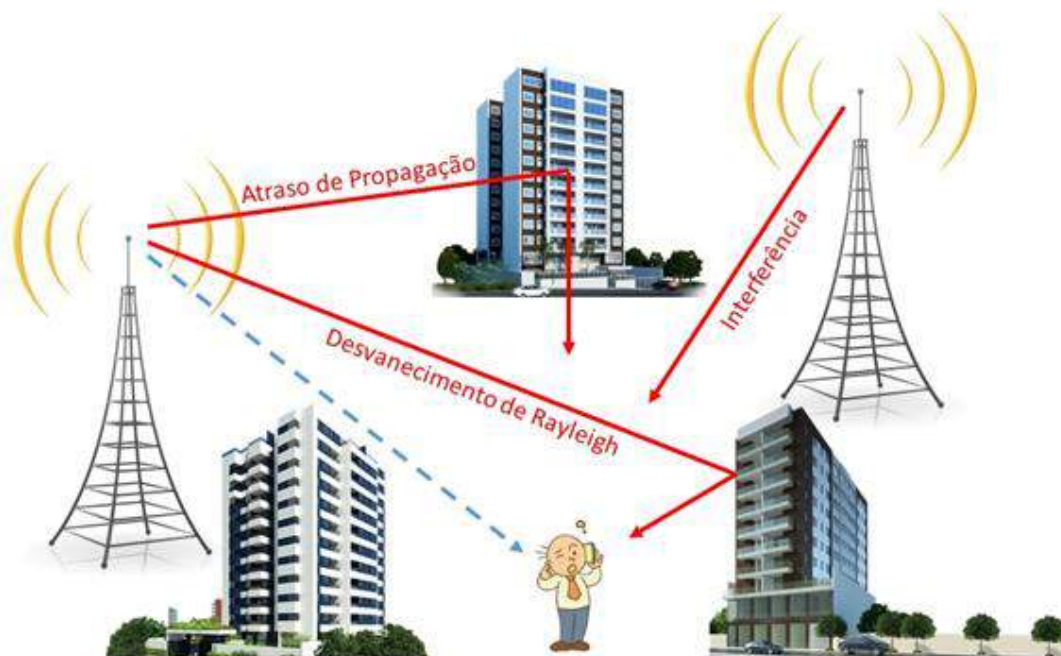 Atraso de Propagação
Interferência
Desvanecimento de Rayleigh